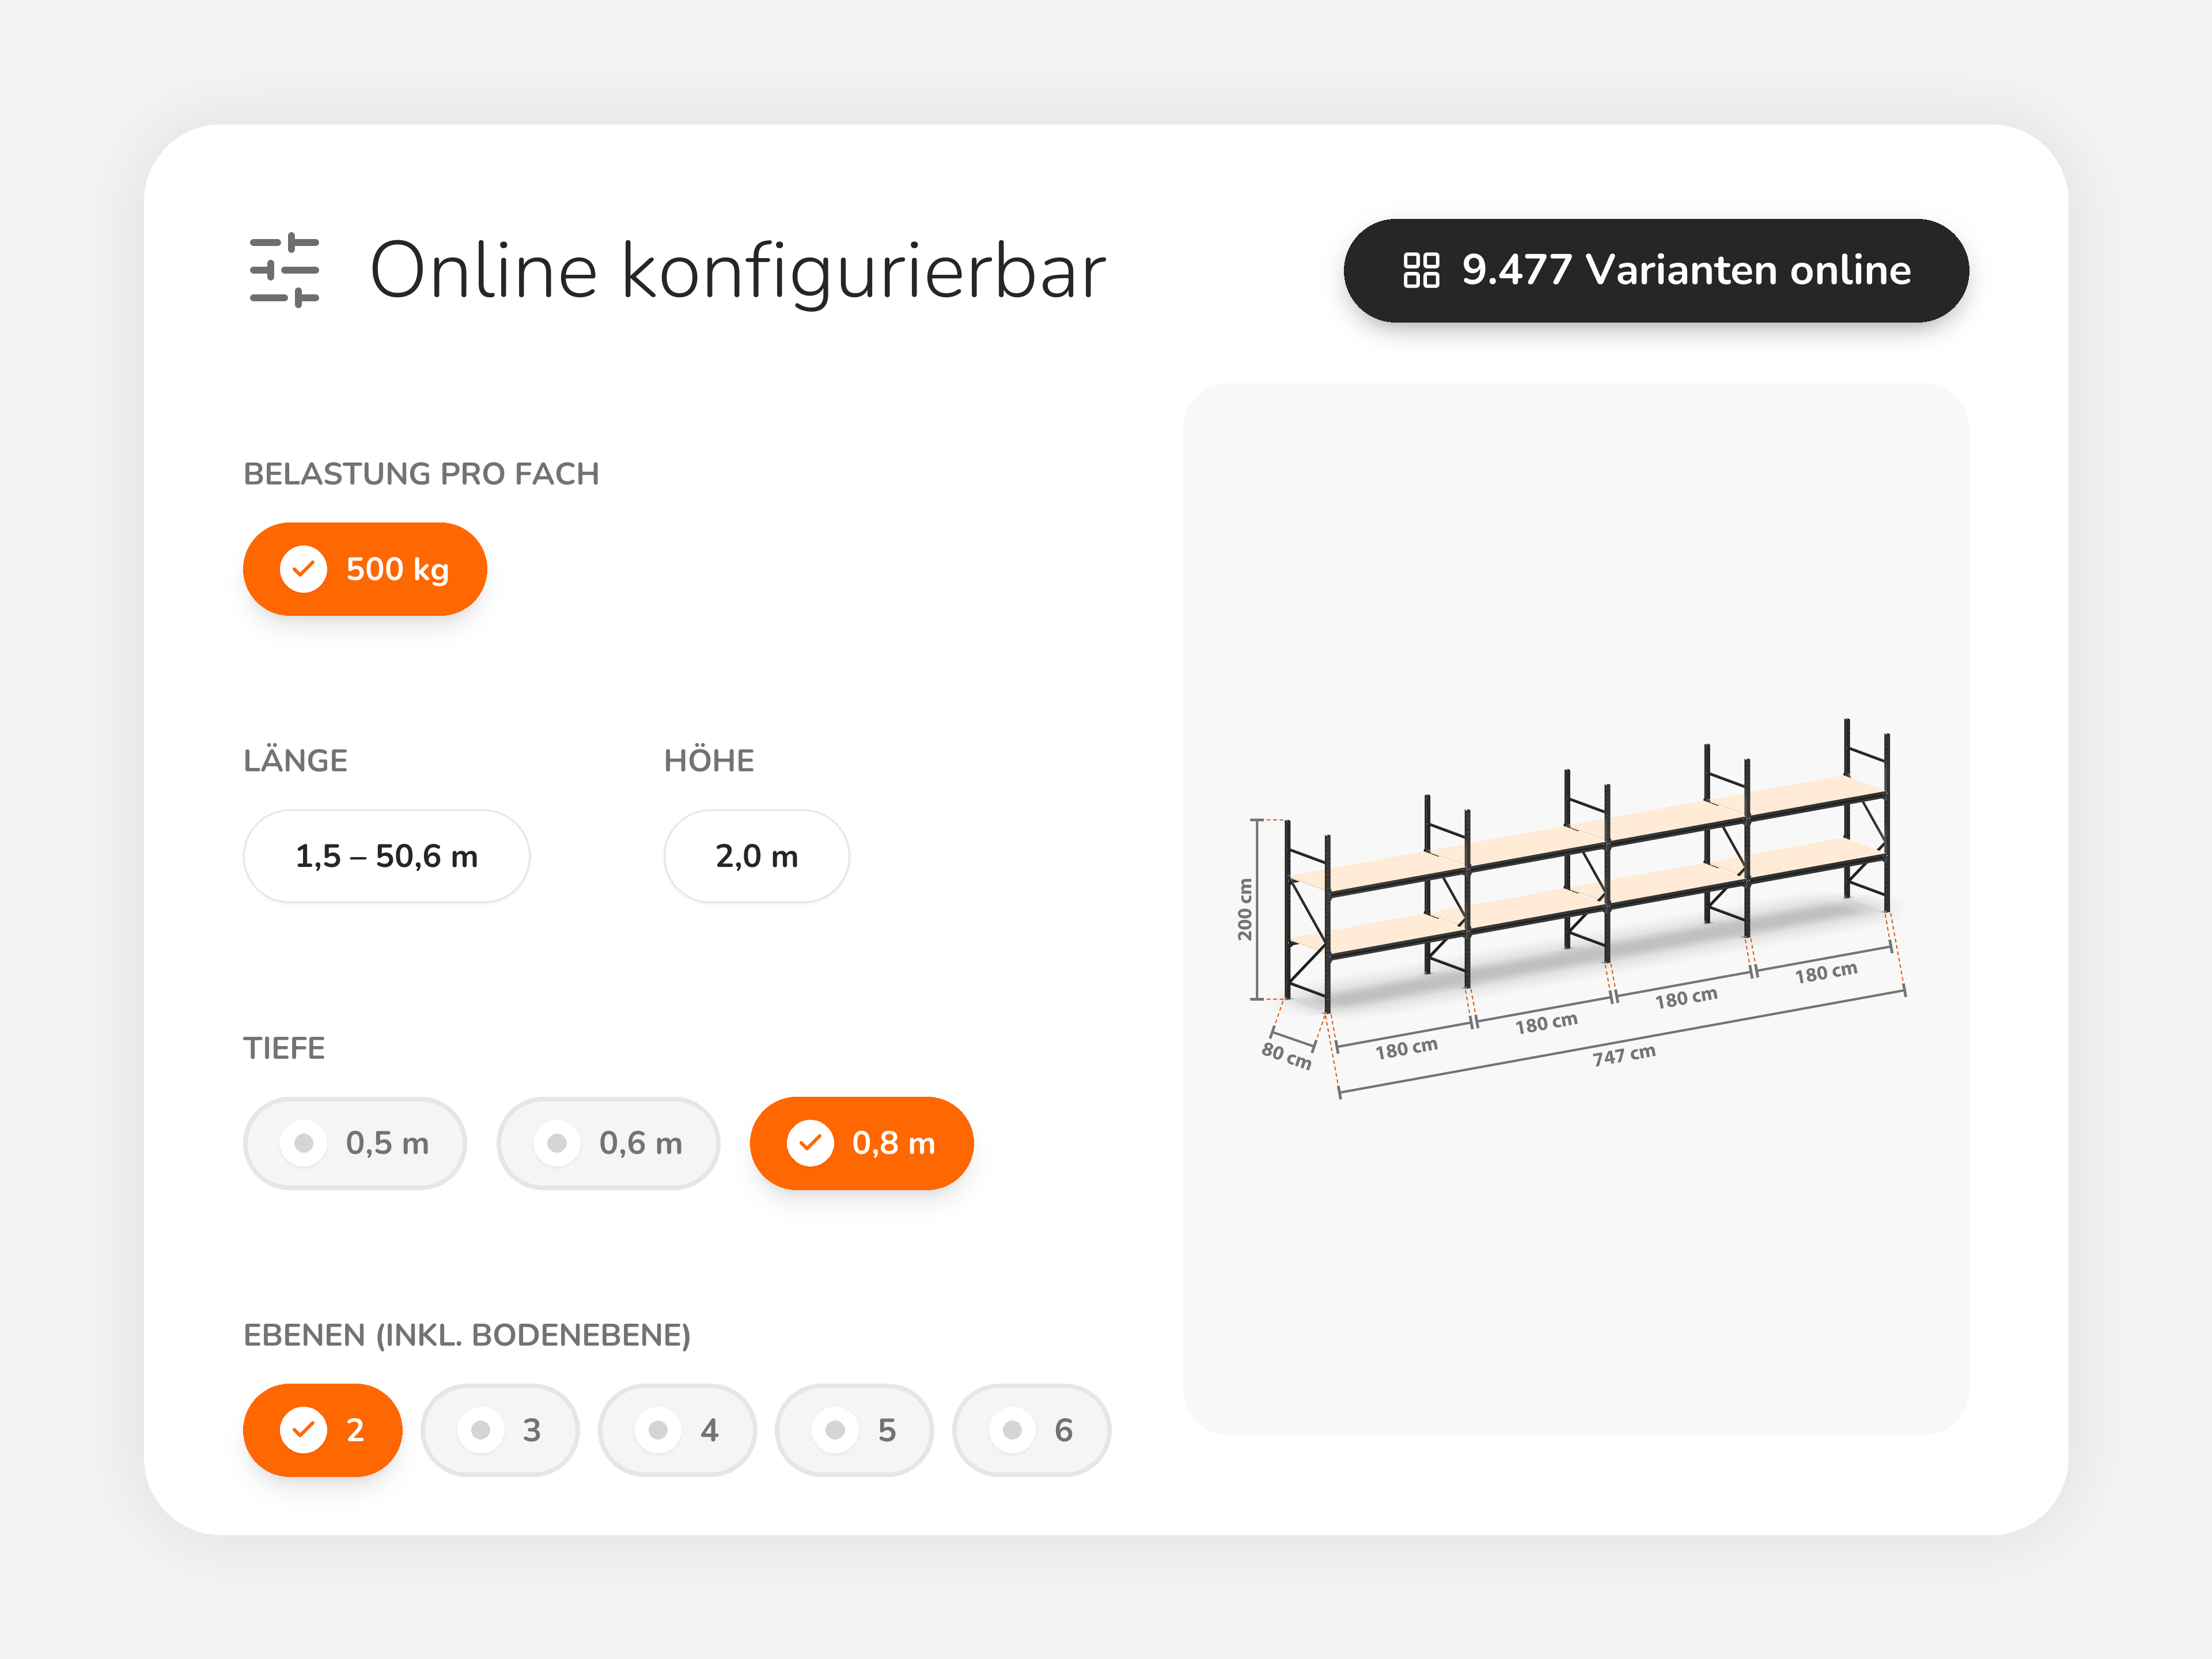 Online konfigurierbar
9.477 Varianten online
BELASTUNG PRO FACH
500 kg
LÄNGE
HÖHE
1,5 – 50,6 m
2,0 m
TIEFE
0,5 m
0,6 m
0,8 m
EBENEN (INKL. BODENEBENE)
2
3
4
5
6
200 cm
80 cm
180 cm
180 cm
180 cm
180 cm
747 cm